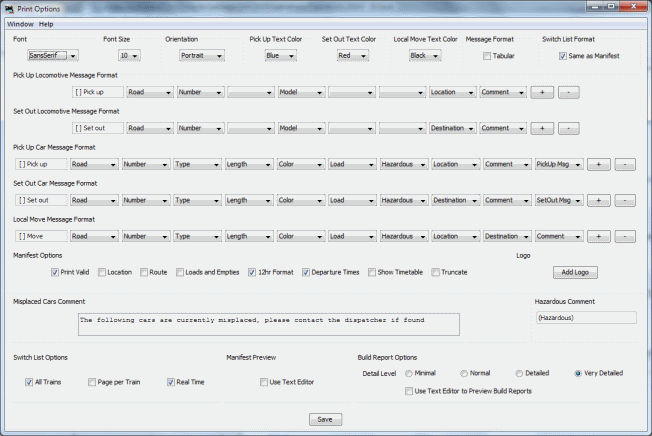 Print Options
Window Help
Font Font Size Orientation Pick Up Text Color Set Out Text Color Local Move Text Color Message Format Switch List Format
SansSerif 10 Portrait Blue Red Black Tabular Same as Manifest
Pick Up Locomotive Message Format
[ ] Pick up Road Number Model Location Comment + -
Set Out Locomotive Message Format
[ ] Set out Road Number Model Destination Comment + -
Pick Up Car Message Format
[ ] Pick up Road Number Type Length Color Load Hazardous Location Comment PickUp Msg + -
Set Out Car Message Format
[ ] Set out Road Number Type Length Color Load Hazardous Destination Comment SetOut Msg + -
Local Move Message Format
[ ] Move Road Number Type Length Color Load Hazardous Location Destination Comment + -
Manifest Options Logo
Print Valid Location Route Loads and Empties 12hr Format Departure Times Show Timetable Truncate Add Logo
Misplaced Cars Comment Hazardous Comment
The following cars are currently misplaced, please contact the dispatcher if found (Hazardous)
Switch List Options Manifest Preview Build Report Options
All Trains Page per Train Real Time Use Text Editor Detail Level Minimal Normal Detailed Very Detailed
Use Text Editor to Preview Build Reports
Save